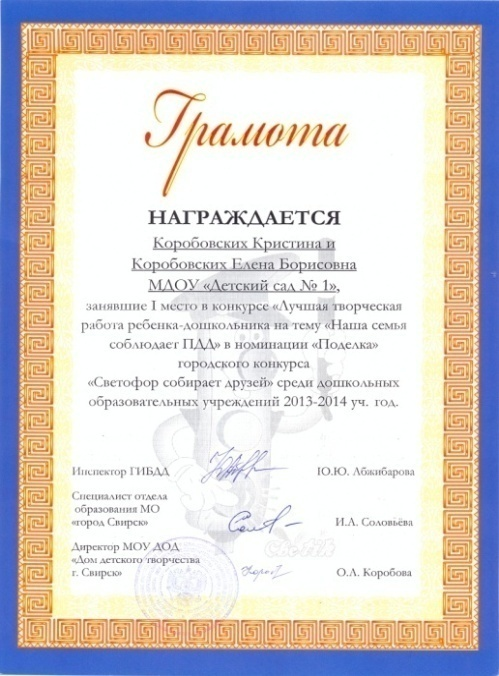 Грамота
НАГРАЖДАЕТСЯ
Коробовских Кристина и
Коробовских Елена Борисовна
МДОУ «Детский сад № 1»,
занявшие I место в конкурсе «Лучшая творческая
работа ребенка-дошкольника на тему «Наша семья
соблюдает ПДД» в номинации «Поделка»
городского конкурса
«Светофор собирает друзей» среди дошкольных
образовательных учреждений 2013-2014 уч. год.
Инспектор ГИБДД Ю.Ю. Абжибарова
Специалист отдела
образования МО
«город Свирск» И.Л. Соловьёва
Директор МОУ ДОД
«Дом детского творчества
г. Свирск» О.Л. Коробова